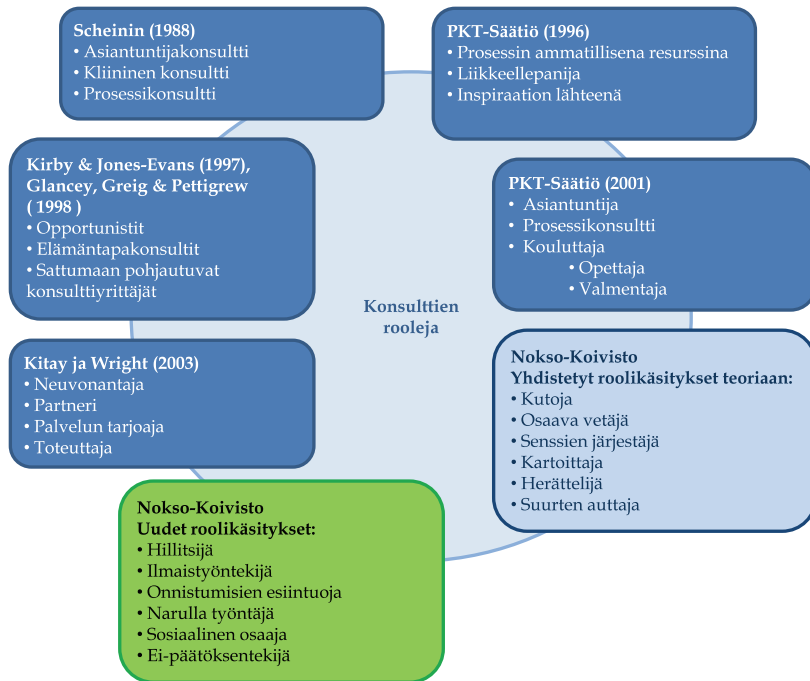 Scheinin (1988)
• Asiantuntijakonsultti
• Kliininen konsultti
• Prosessikonsultti
PKT-Säätiö (1996)
• Prosessin ammatillisena resurssina
• Liikkeellepanija
• Inspiraation lähteenä
Kirby & Jones-Evans (1997),
Glancey, Greig & Pettigrew
( 1998 )
• Opportunistit
• Elämäntapakonsultit
• Sattumaan pohjautuvat
konsulttiyrittäjät
PKT-Säätiö (2001)
• Asiantuntija
• Prosessikonsultti
• Kouluttaja
• Opettaja
• Valmentaja
Konsulttien
rooleja
Kitay ja Wright (2003)
• Neuvonantaja
• Partneri
• Palvelun tarjoaja
• Toteuttaja
Nokso-Koivisto
Yhdistetyt roolikäsitykset teoriaan:
• Kutoja
• Osaava vetäjä
• Senssien järjestäjä
• Kartoittaja
• Herättelijä
• Suurten auttaja
Nokso-Koivisto
Uudet roolikäsitykset:
• Hillitsijä
• Ilmaistyöntekijä
• Onnistumisien esiintuoja
• Narulla työntäjä
• Sosiaalinen osaaja
• Ei-päätöksentekijä